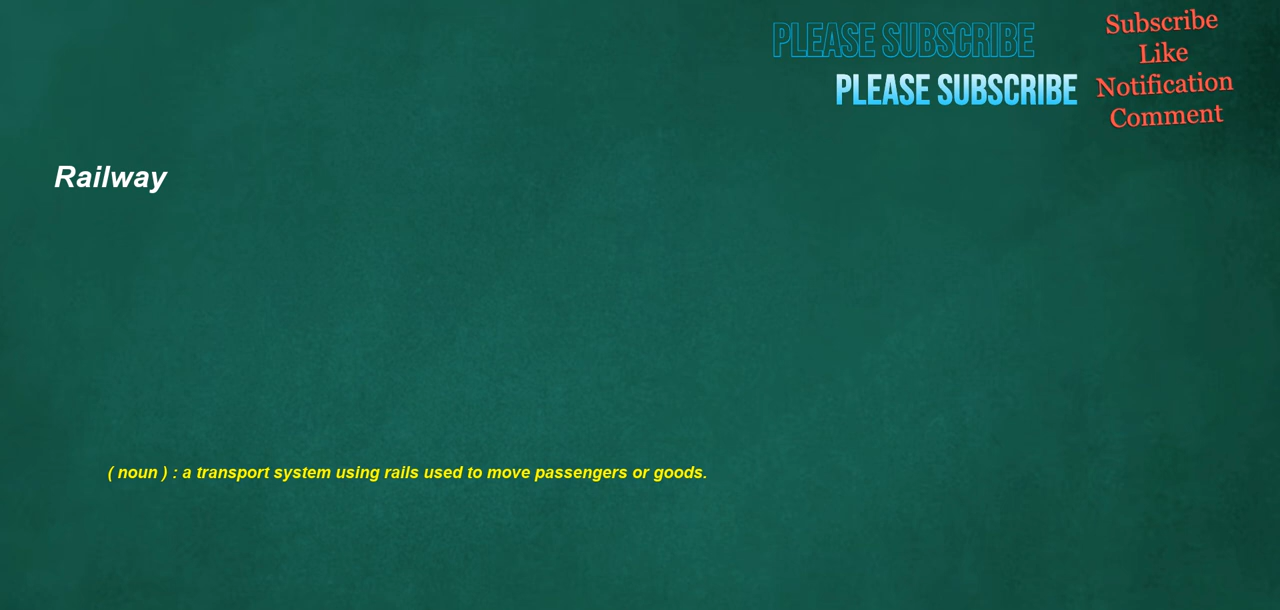 PLEASE SUBSCRIBE
PLEASE SUBSCRIBE
Subscribe
Like
Notification
Comment
Railway
( noun ) : a transport system using rails used to move passengers or goods.